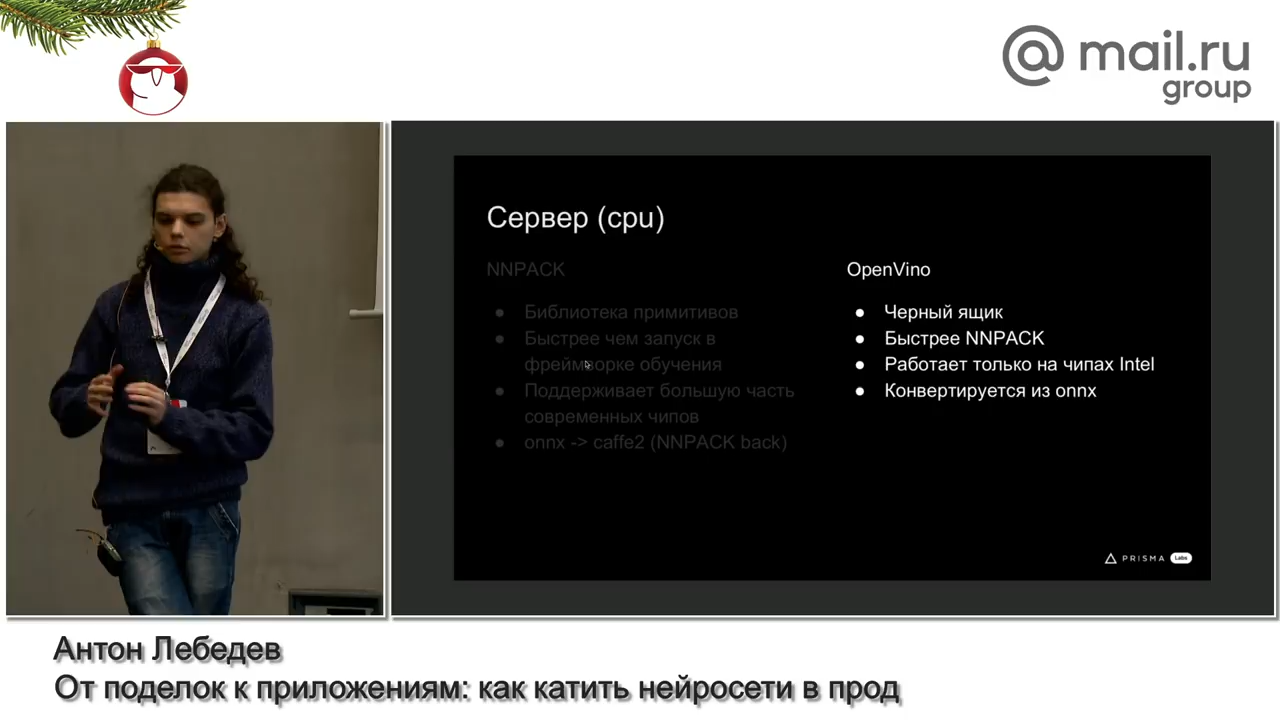 @mail.ru
group
Сервер (cpu)
NNPACK
● Библиотека примитивов
● Быстрее чем запуск в
фреймворке обучения
● Поддерживает большую часть
современных чипов
● onnx -> caffe2 (NNPACK back)
OpenVino
● Черный ящик
● Быстрее NNPACK
● Работает только на чипах Intel
● Конвертируется из onnx
PRISMA Labs
Антон Лебедев
От поделок к приложениям: как катить нейросети в прод